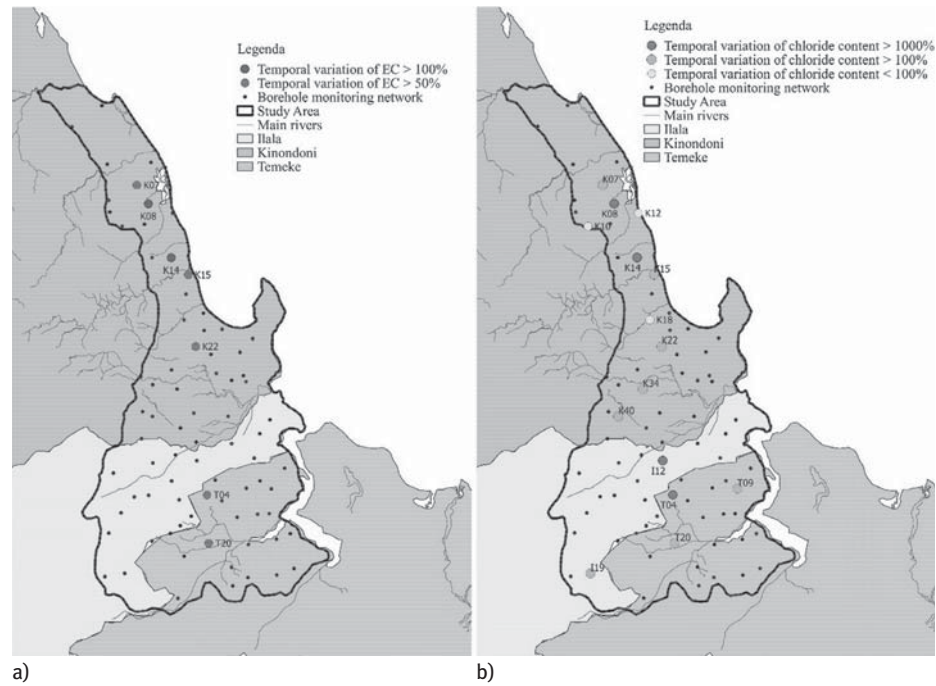 Legenda
Temporal variation of EC > 100%
Temporal variation of EC > 50%
Borehole monitoring network
Study Area
Main rivers
Ilala
Kinondoni
Temeke
K07
K08
K14
K15
K22
T04
T20
a)
Legenda
Temporal variation of chloride content > 1000%
Temporal variation of chloride content > 100%
Temporal variation of chloride content < 100%
Borehole monitoring network
Study Area
Main rivers
Ilala
Kinondoni
Temeke
K07
K08
K12
K10
K14
K15
K18
K22
K34
K40
I12
T09
T04
T20
I19
b)